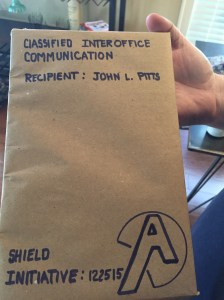 CLASSIFIED INTEROFFICE
COMMUNICATION
RECIPIENT: JOHN L. PITTS
SHIELD
INITIATIVE: 122515
A